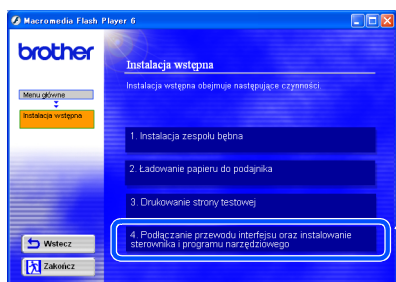 Macromedia Flash Player 6
brother
Instalacja wstępna
Instalacja wstępna obejmuje następujące czynności
Menu główne
Instalacja wstępna
1. Instalacja zespołu bębna
2. Ładowanie papieru do podajnika
3. Drukowanie strony testowej
4. Podłączanie przewodu interfejsu oraz instalowanie
sterownika i programu narzędziowego
Wstecz
Zakończ